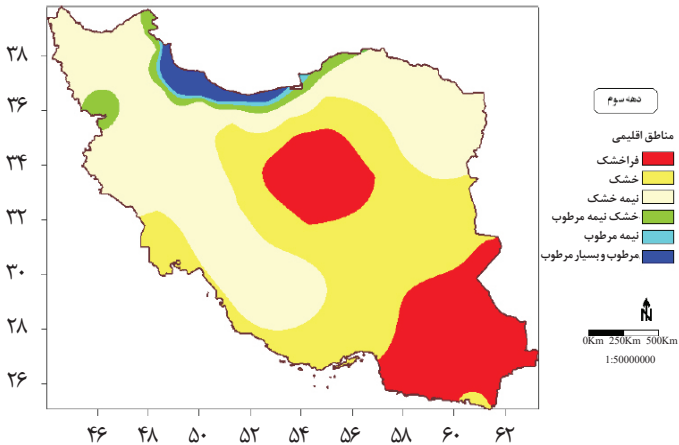 دهه سوم
مناطق اقلیمی
فراخشک
خشک
نیمه خشک
خشک نیمه مرطوب
نیمه مرطوب
مرطوب و بسیار مرطوب
N
0Km 250Km 500Km
1:50000000
۳۸
۳۶
۳۴
۳۲
۳۰
۲۸
۲۶
۴۶ ۴۸ ۵۰ ۵۲ ۵۴ ۵۶ ۵۸ ۶۰ ۶۲